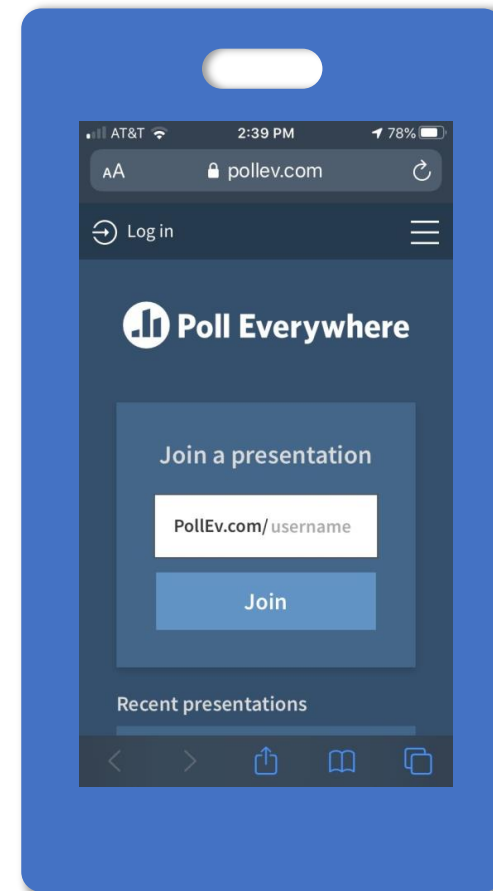 AT&T 2:39 PM 78%
AA pollev.com
Log in
Poll Everywhere
Join a presentation
PollEv.com/ username
Join
Recent presentations